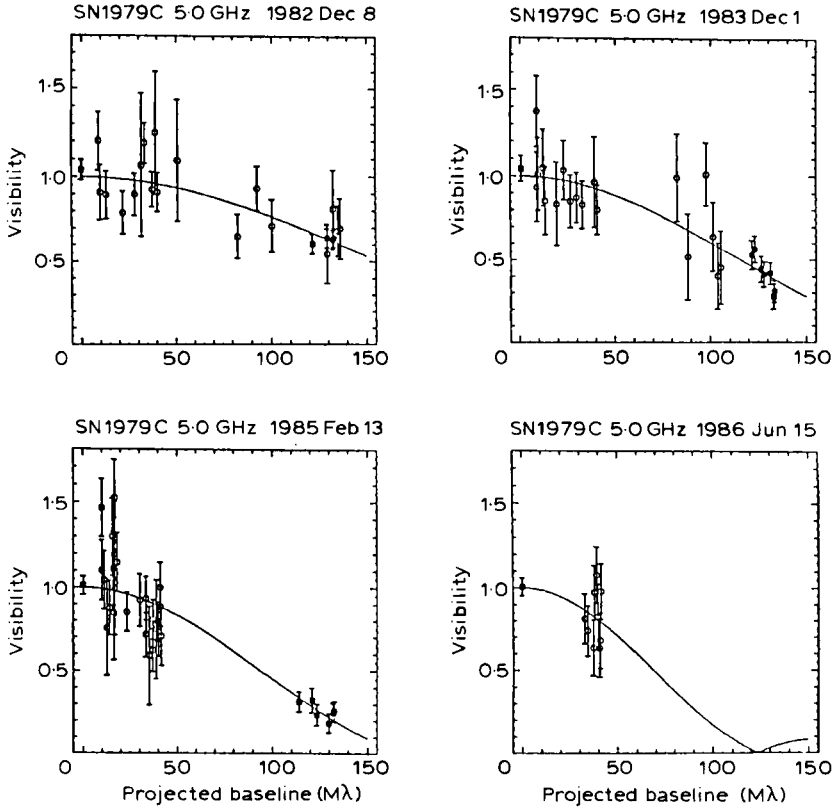 SN1979C 5·0 GHz 1982 Dec 8
Visibility
1·5
1·0
0·5
0
50
100
150
SN1979C 5·0 GHz 1983 Dec 1
Visibility
1·5
1·0
0·5
0
50
100
150
SN1979C 5·0 GHz 1985 Feb 13
Visibility
1·5
1·0
0·5
0
50
100
150
Projected baseline (Mλ)
SN1979C 5·0 GHz 1986 Jun 15
Visibility
1·5
1·0
0·5
0
50
100
150
Projected baseline (Mλ)